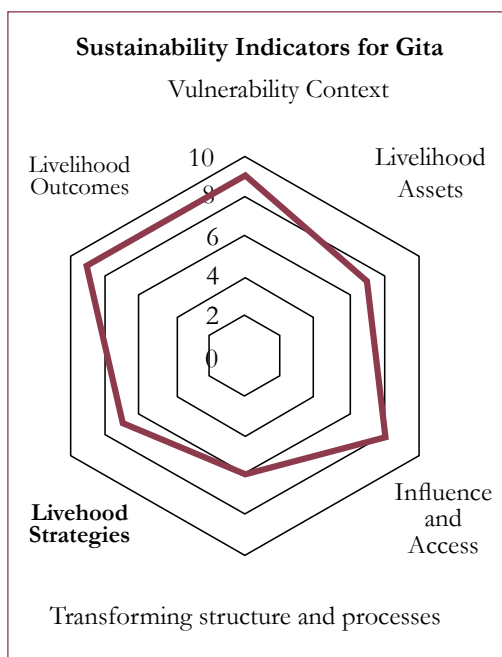 Sustainability Indicators for Gita
Vulnerability Context
Livelihood
Outcomes
Livelihood
Assets
10
8
6
4
2
0
Livehood
Strategies
Influence
and
Access
Transforming structure and processes